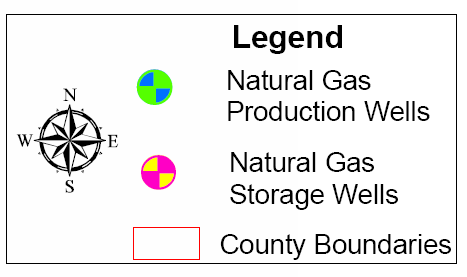 Legend
N
W E
S
Natural Gas
Production Wells
Natural Gas
Storage Wells
County Boundaries